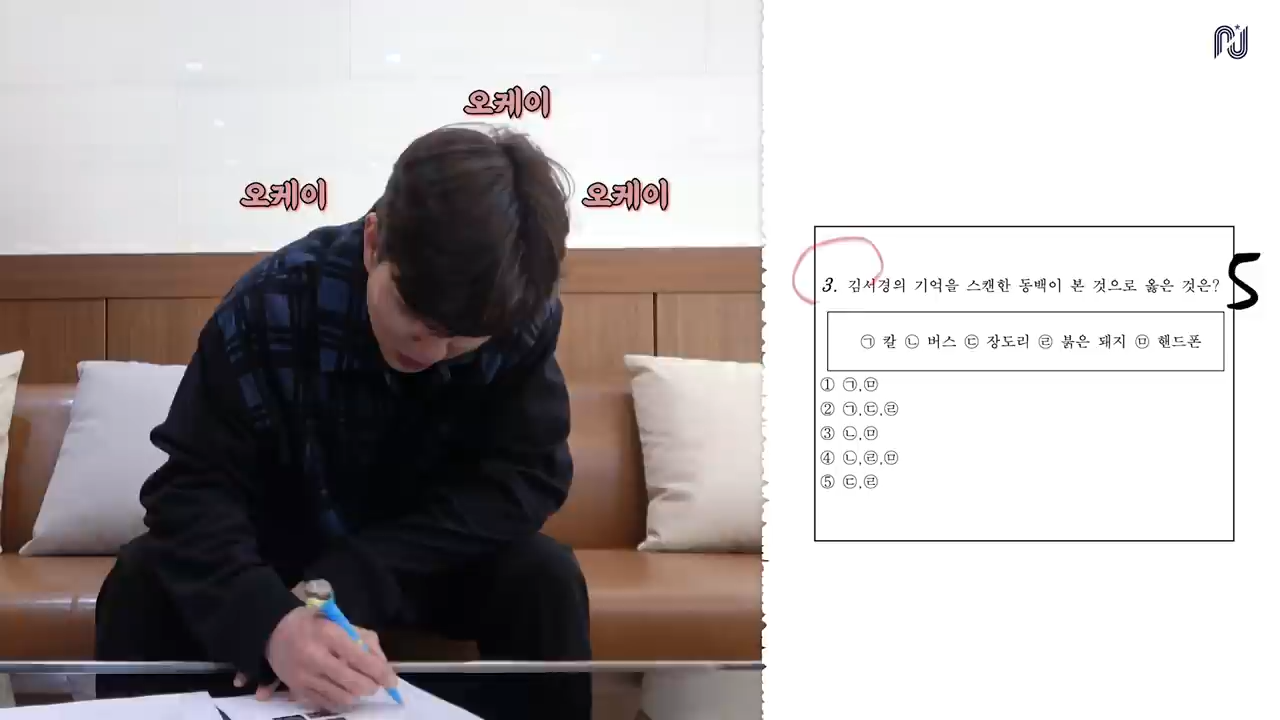 오케이
오케이
오케이
3. 김서경의 기억을 스캔한 동백이 본 것으로 옳은 것은?
5
㉠ 칼 ㉡ 버스 ㉢ 장도리 ㉣ 붉은 돼지 ㉤ 핸드폰
① ㉠,㉤
② ㉠,㉢,㉣
③ ㉡,㉤
④ ㉡,㉣,㉤
⑤ ㉢,㉣